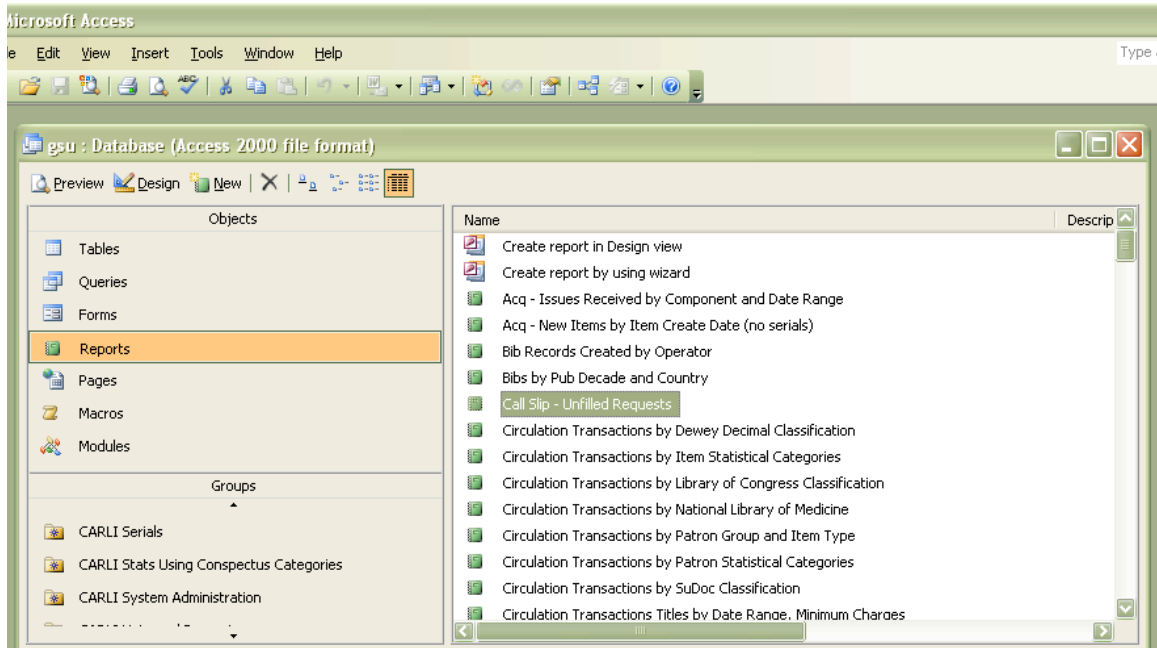 Microsoft Access
Edit View Insert Tools Window Help
Type
gsu : Database (Access 2000 file format)
Preview Design New
Objects
Tables
Queries
Forms
Reports
Pages
Macros
Modules
Groups
CARLI Serials
CARLI Stats Using Conspectus Categories
CARLI System Administration
Name Descrip
Create report in Design view
Create report by using wizard
Acq - Issues Received by Component and Date Range
Acq - New Items by Item Create Date (no serials)
Bib Records Created by Operator
Bibs by Pub Decade and Country
Call Slip - Unfilled Requests
Circulation Transactions by Dewey Decimal Classification
Circulation Transactions by Item Statistical Categories
Circulation Transactions by Library of Congress Classification
Circulation Transactions by National Library of Medicine
Circulation Transactions by Patron Group and Item Type
Circulation Transactions by Patron Statistical Categories
Circulation Transactions by SuDoc Classification
Circulation Transactions Titles by Date Range, Minimum Charges